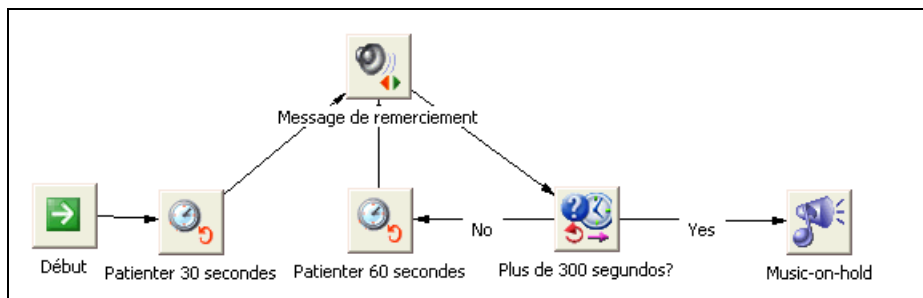 Message de remerciement
No
Yes
Début
Patienter 30 secondes
Patienter 60 secondes
Plus de 300 segundos?
Music-on-hold